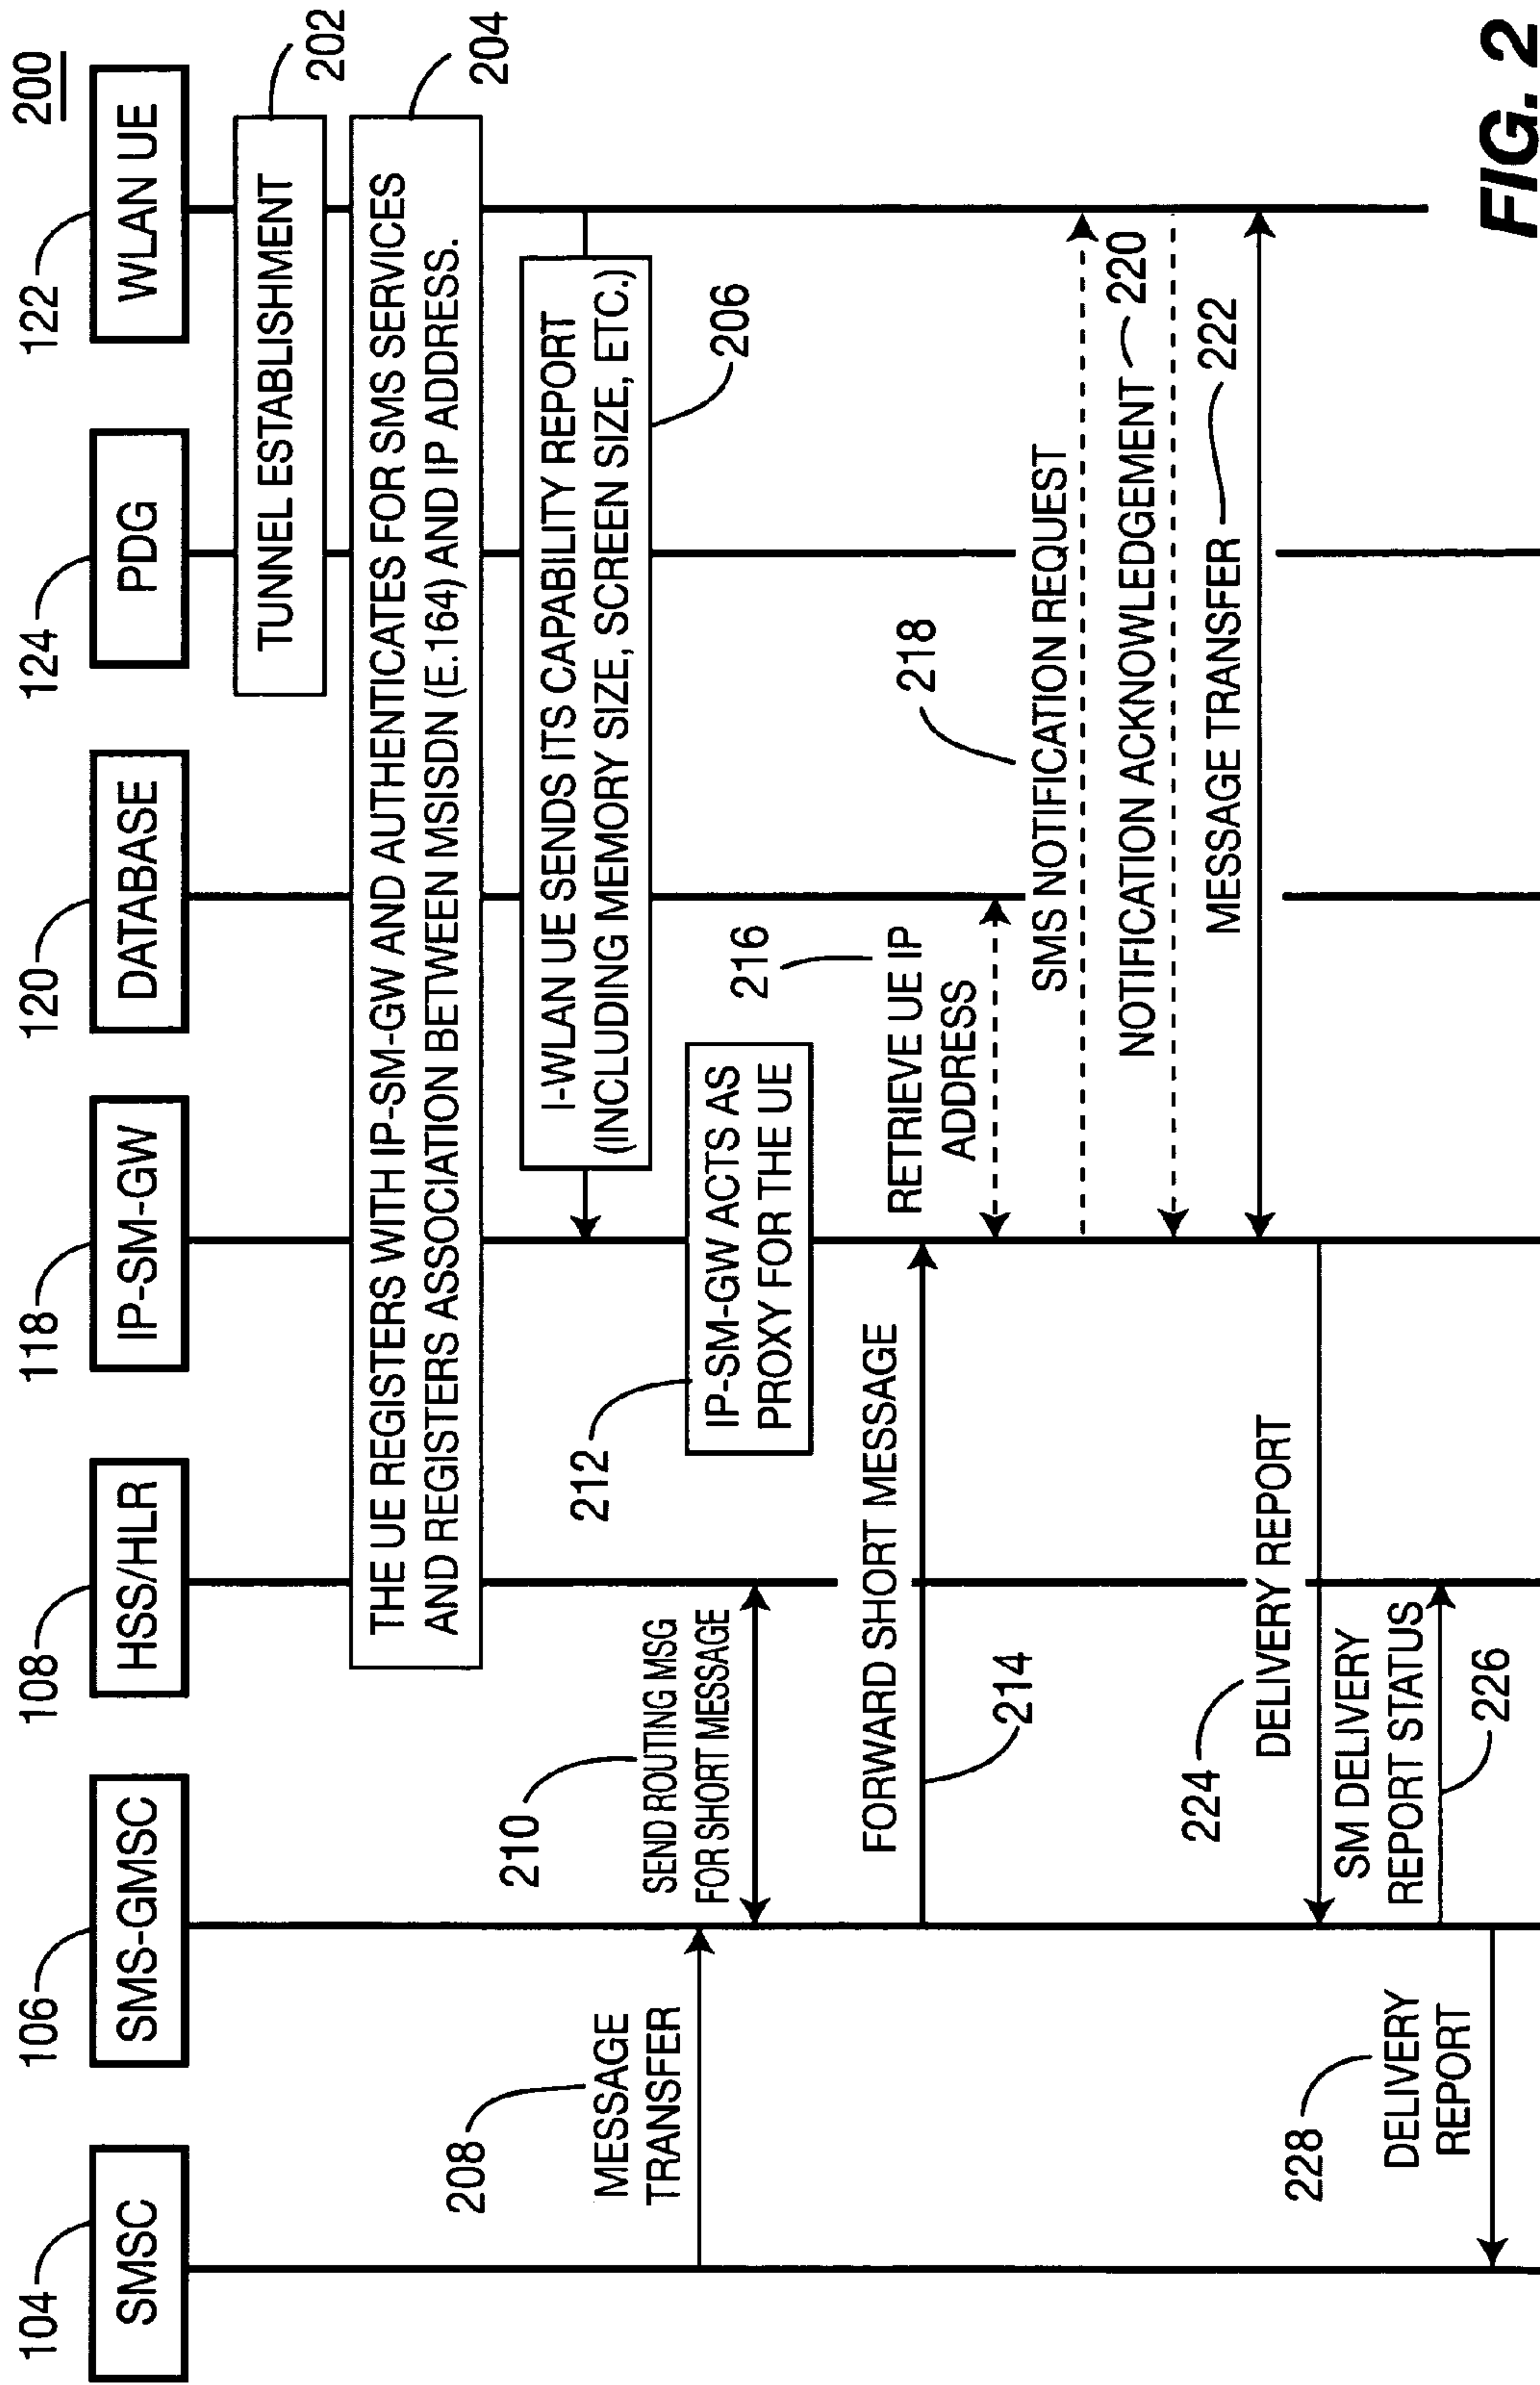 200
104
106
108
118
120
124
122
SMSC
SMS-GMSC
HSS/HLR
IP-SM-GW
DATABASE
PDG
WLAN UE
TUNNEL ESTABLISHMENT
202
THE UE REGISTERS WITH IP-SM-GW AND AUTHENTICATES FOR SMS SERVICES
AND REGISTERS ASSOCIATION BETWEEN MSISDN (E.164) AND IP ADDRESS.
204
I-WLAN UE SENDS ITS CAPABILITY REPORT
(INCLUDING MEMORY SIZE, SCREEN SIZE, ETC.)
206
208
MESSAGE
TRANSFER
210
SEND ROUTING MSG
FOR SHORT MESSAGE
212
IP-SM-GW ACTS AS
PROXY FOR THE UE
FORWARD SHORT MESSAGE
214
216
RETRIEVE UE IP
ADDRESS
218
SMS NOTIFICATION REQUEST
NOTIFICATION ACKNOWLEDGEMENT
220
MESSAGE TRANSFER
222
224
DELIVERY REPORT
SM DELIVERY
REPORT STATUS
226
228
DELIVERY
REPORT
FIG. 2